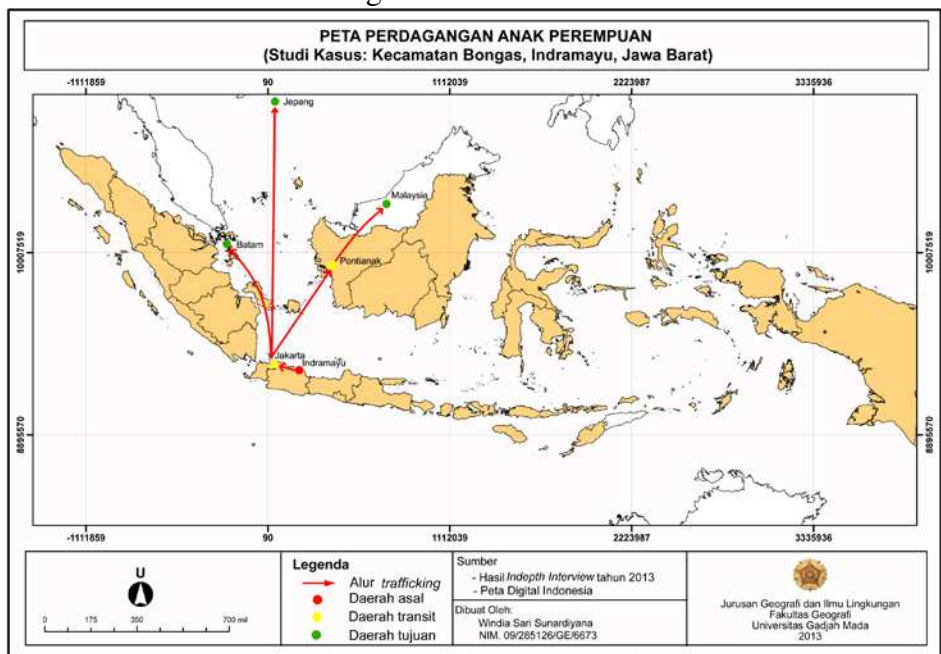 PETA PERDAGANGAN ANAK PEREMPUAN
(Studi Kasus: Kecamatan Bongas, Indramayu, Jawa Barat)
-1111859 90 1112039 2223987 3335936
Jepang
Malaysia
Batam
10007519 10007519
Pontianak
Jakarta
Indramayu
8895570 8895570
-1111859 90 1112039 2223987 3335936
U
0 175 350 700 mil
Legenda
Alur trafficking
Daerah asal
Daerah transit
Daerah tujuan
Sumber
- Hasil Indepth Interview tahun 2013
- Peta Digital Indonesia
Dibuat Oleh:
Windia Sari Sunardiyana
NIM. 09/285126/GE/6673
Jurusan Geografi dan Ilmu Lingkungan
Fakultas Geografi
Universitas Gadjah Mada
2013